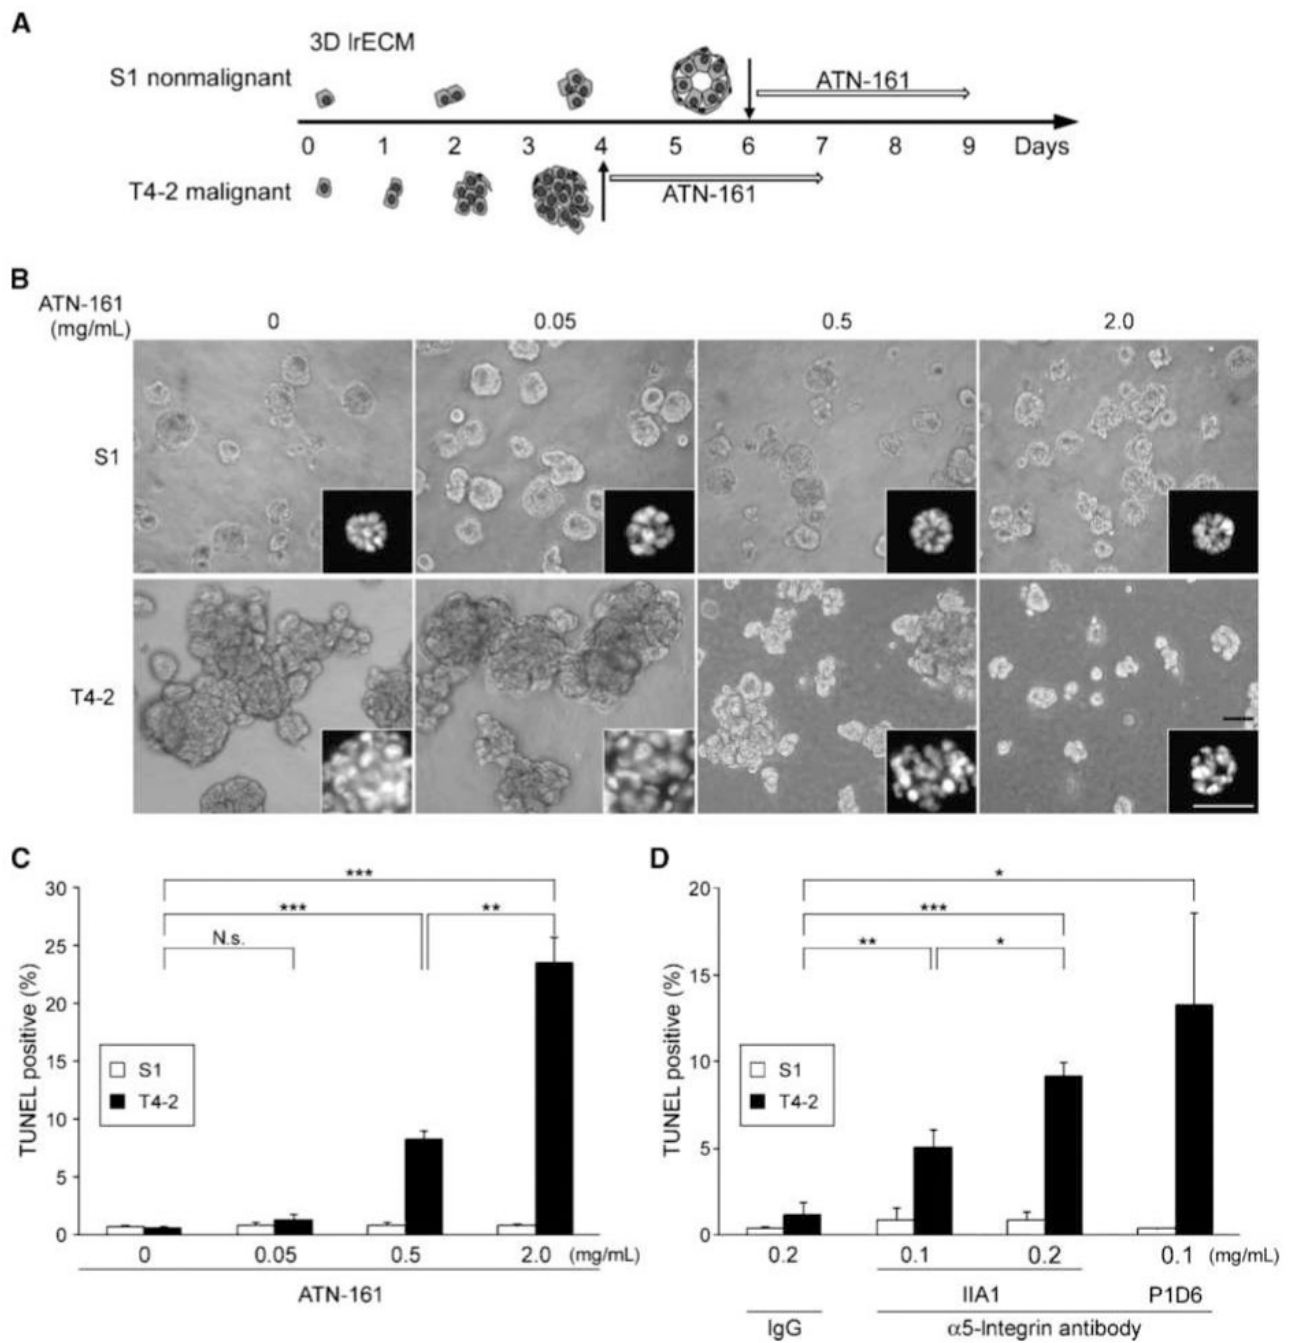 A
3D lrECM
S1 nonmalignant
ATN-161
0 1 2 3 4 5 6 7 8 9 Days
T4-2 malignant
ATN-161
B
ATN-161
(mg/mL)
0 0.05 0.5 2.0
S1
T4-2
C
***
***
**
N.s.
30
25
20
15
10
5
0
TUNEL positive (%)
S1
T4-2
0 0.05 0.5 2.0 (mg/mL)
ATN-161
D
*
***
**
*
20
15
10
5
0
TUNEL positive (%)
S1
T4-2
0.2 0.1 0.2 0.1 (mg/mL)
IIA1 P1D6
IgG α5-Integrin antibody